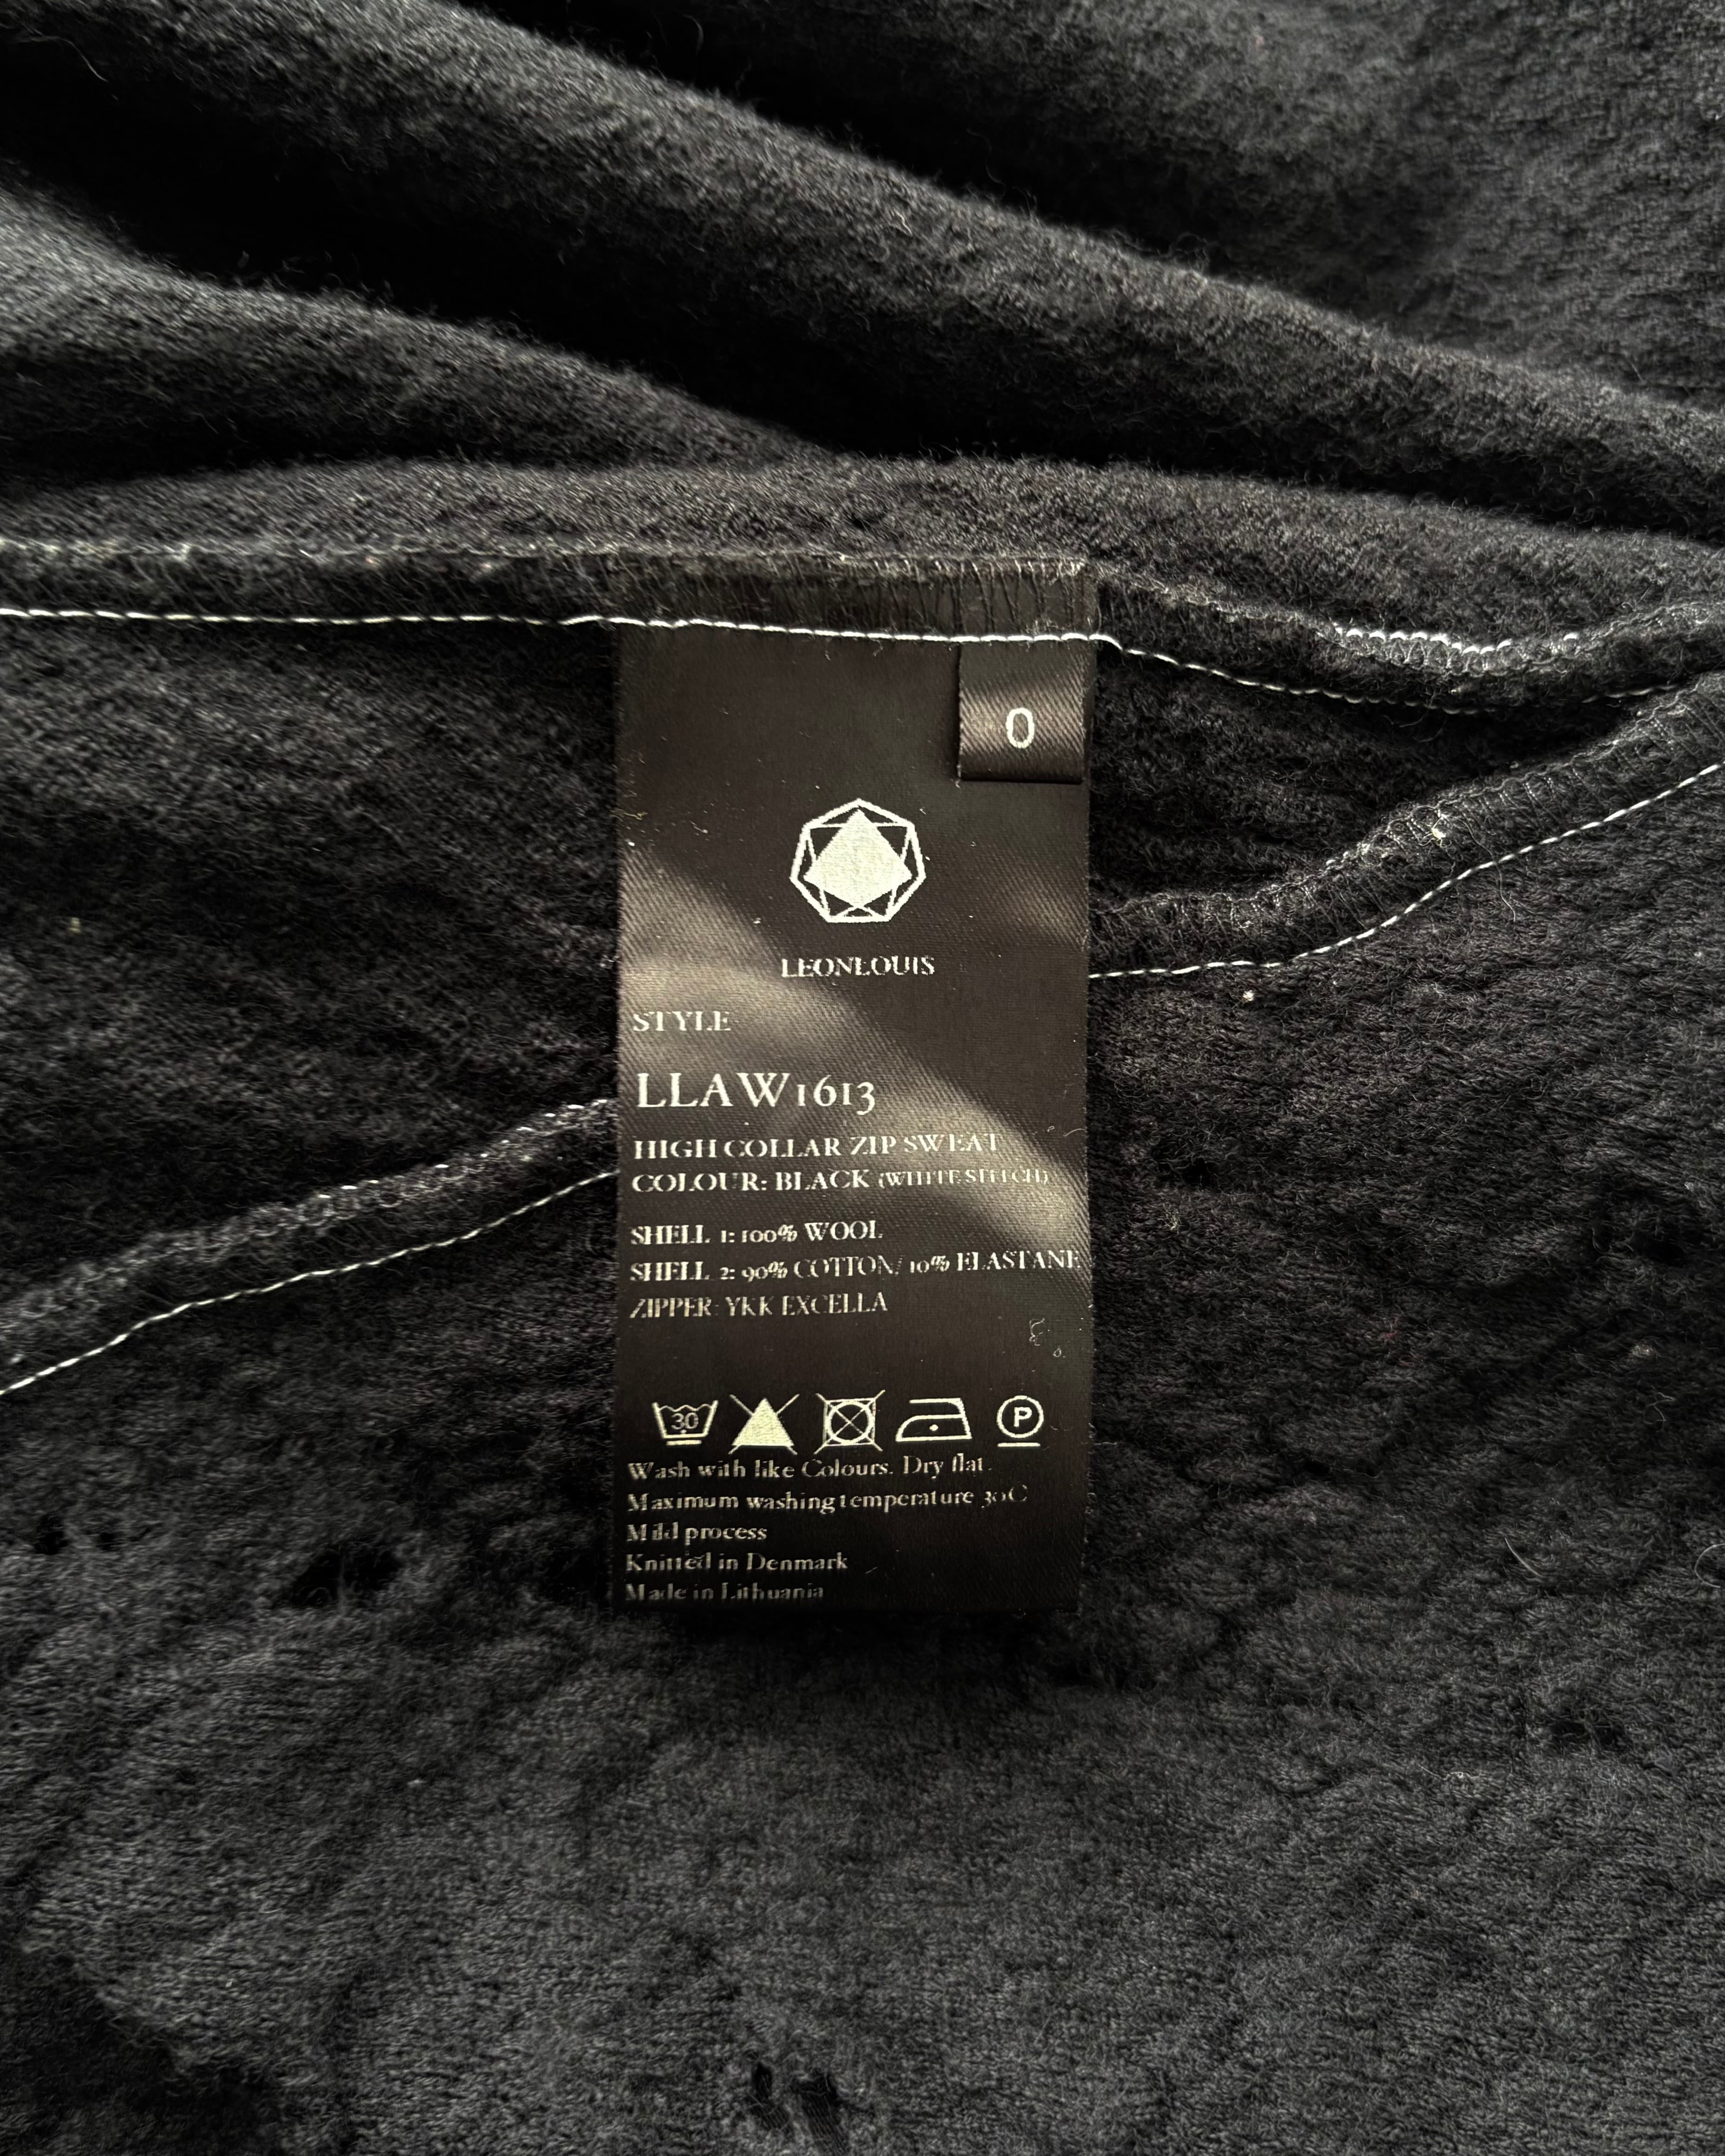 0
LEONLOUIS
STYLE
LLAW1613
HIGH COLLAR ZIP SWEAT
COLOUR: BLACK (WHITE STITCH)
SHELL 1: 100% WOOL
SHELL 2: 90% COTTON/ 10% ELASTANE
ZIPPER: YKK EXCELLA
30 P
Wash with like Colours. Dry flat.
Maximum washing temperature 30C
Mild process
Knitted in Denmark
Made in Lithuania